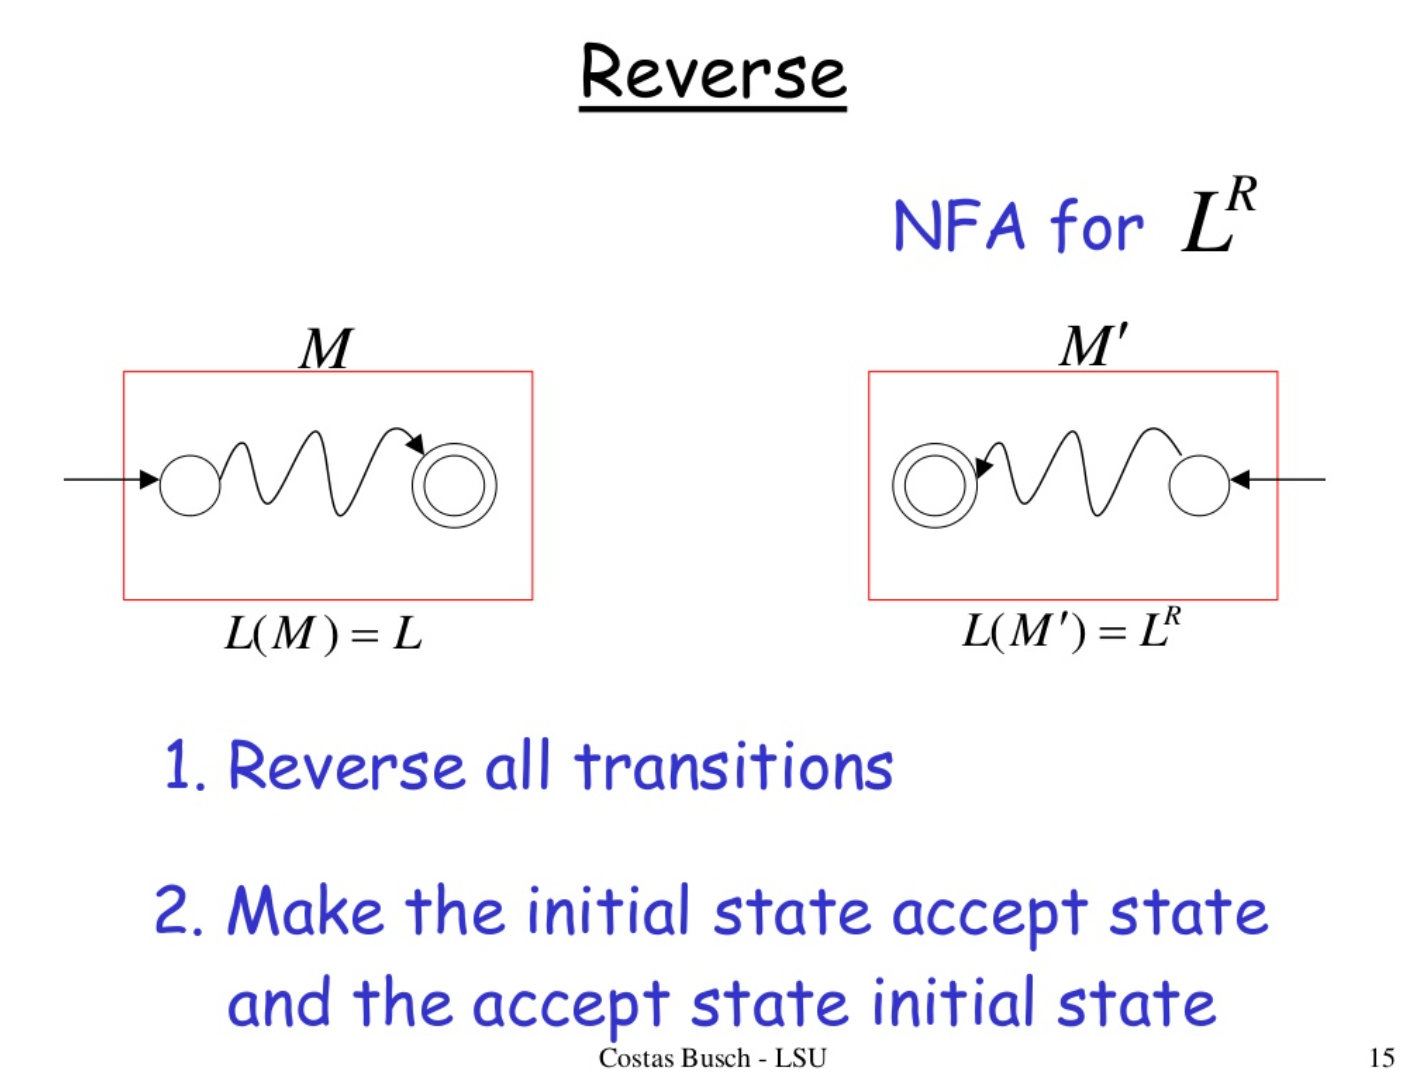 Reverse
NFA for L^R
M
M′
L(M) = L
L(M′) = L^R
1. Reverse all transitions
2. Make the initial state accept state
and the accept state initial state
Costas Busch - LSU
15